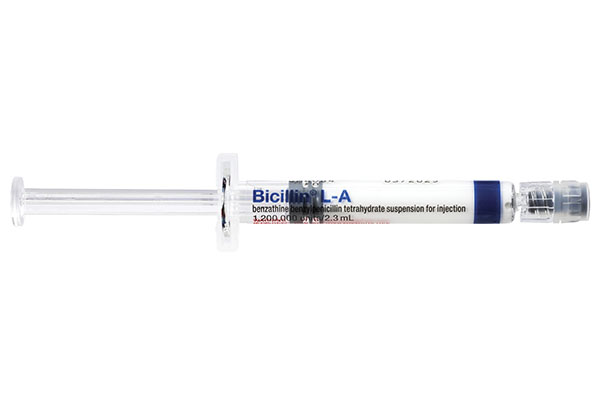 Bicillin® L-A
benzathine benzylpenicillin tetrahydrate suspension for injection
1,200,000 units/2.3 mL